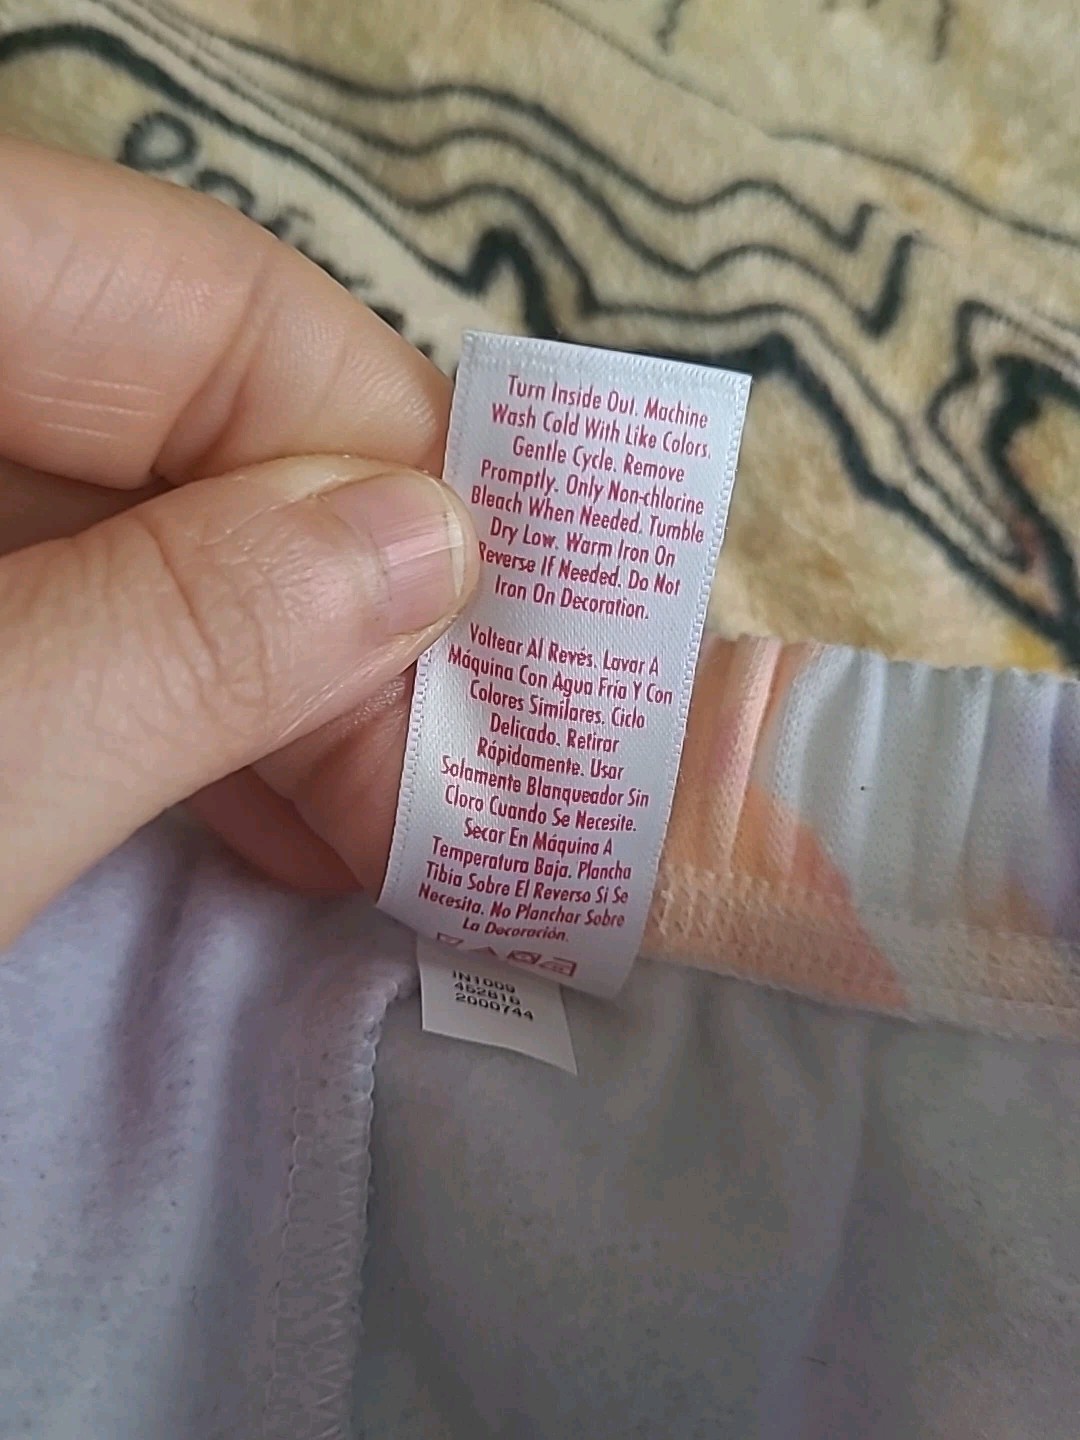 Turn Inside Out. Machine
Wash Cold With Like Colors.
Gentle Cycle. Remove
Promptly. Only Non-chlorine
Bleach When Needed. Tumble
Dry Low. Warm Iron On
Reverse If Needed. Do Not
Iron On Decoration.
Voltear Al Revés. Lavar A
Máquina Con Agua Fría Y Con
Colores Similares. Ciclo
Delicado. Retirar
Rápidamente. Usar
Solamente Blanqueador Sin
Cloro Cuando Se Necesite.
Secar En Máquina A
Temperatura Baja. Plancha
Tibia Sobre El Reverso Si Se
Necesita. No Planchar Sobre
La Decoración.
IN1009
452816
2000744